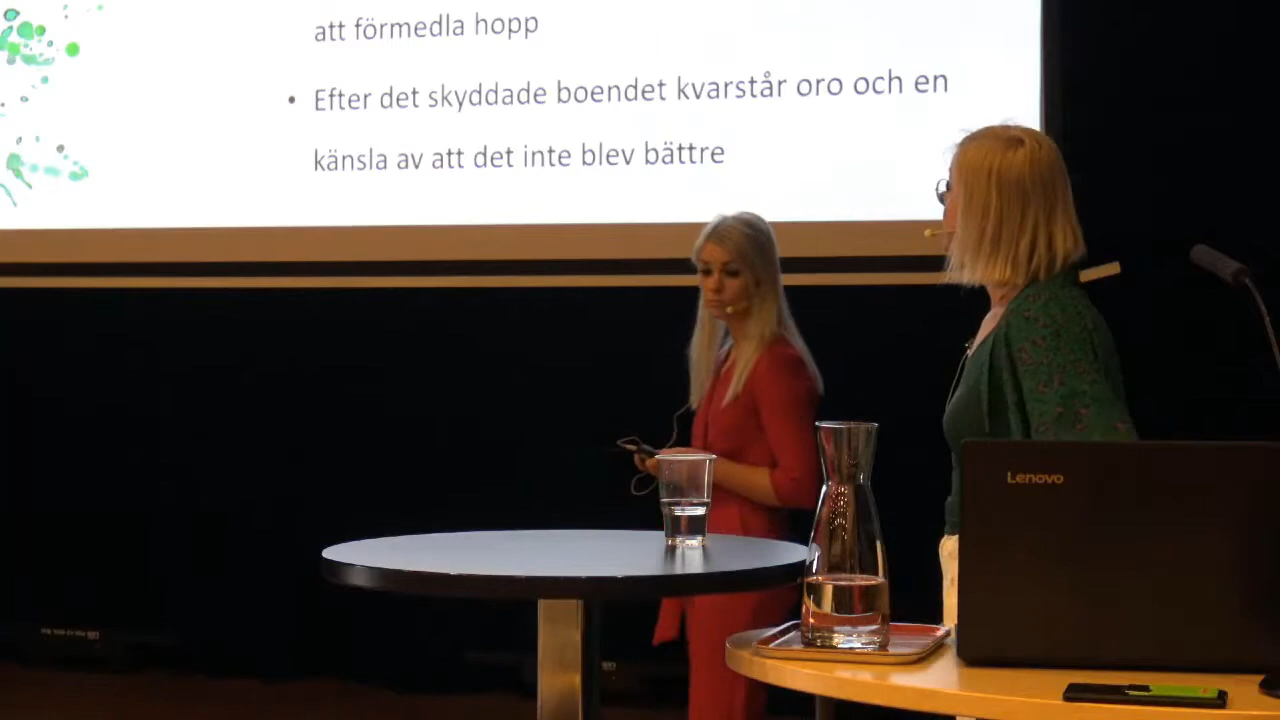 att förmedla hopp
• Efter det skyddade boendet kvarstår oro och en
känsla av att det inte blev bättre
Lenovo